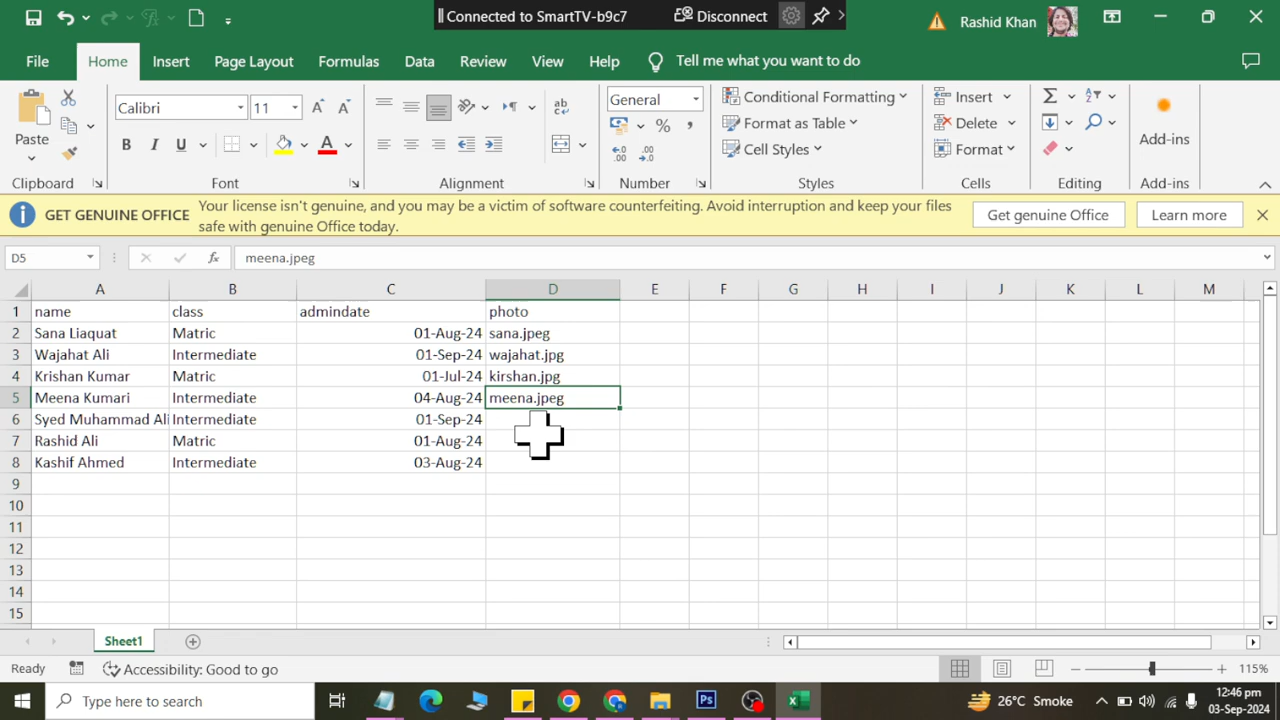 Connected to SmartTV-b9c7 Disconnect
Rashid Khan
File Home Insert Page Layout Formulas Data Review View Help Tell me what you want to do
Paste
Clipboard
Calibri 11
B I U A
Font
ab
Alignment
General
% ,
Number
Conditional Formatting
Format as Table
Cell Styles
Styles
Insert
Delete
Format
Cells
Editing
Add-ins
Add-ins
GET GENUINE OFFICE Your license isn't genuine, and you may be a victim of software counterfeiting. Avoid interruption and keep your files
safe with genuine Office today.
Get genuine Office Learn more
D5 fx meena.jpeg
A B C D E F G H I J K L M
1 name class admindate photo
2 Sana Liaquat Matric 01-Aug-24 sana.jpeg
3 Wajahat Ali Intermediate 01-Sep-24 wajahat.jpg
4 Krishan Kumar Matric 01-Jul-24 kirshan.jpg
5 Meena Kumari Intermediate 04-Aug-24 meena.jpeg
6 Syed Muhammad Ali Intermediate 01-Sep-24
7 Rashid Ali Matric 01-Aug-24
8 Kashif Ahmed Intermediate 03-Aug-24
9
10
11
12
13
14
15
Sheet1
Ready Accessibility: Good to go 115%
Type here to search
Ps
26°C Smoke
12:46 pm
03-Sep-2024